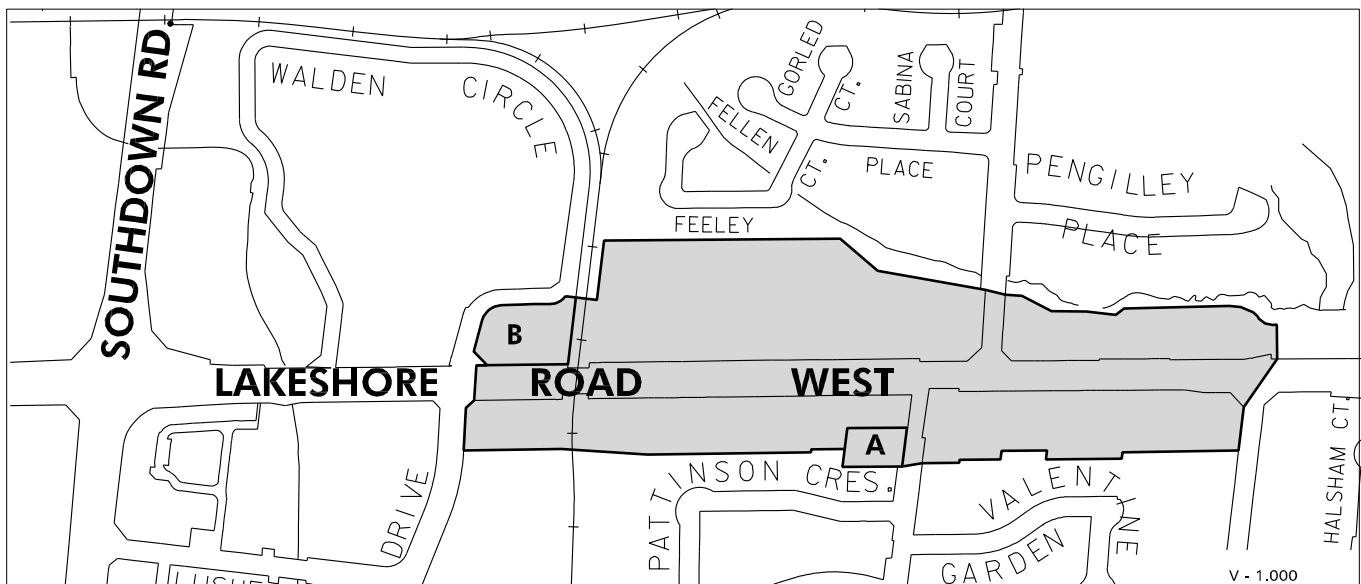 SOUTHDOWN RD
WALDEN CIRCLE
GORLED CT.
SABINA COURT
FELLEN CT.
PLACE
PENGILLEY PLACE
FEELEY
B
LAKESHORE ROAD WEST
A
PATTINSON CRES.
VALENTINE
GARDEN
HALSHAM CT.
DRIVE
V - 1.000